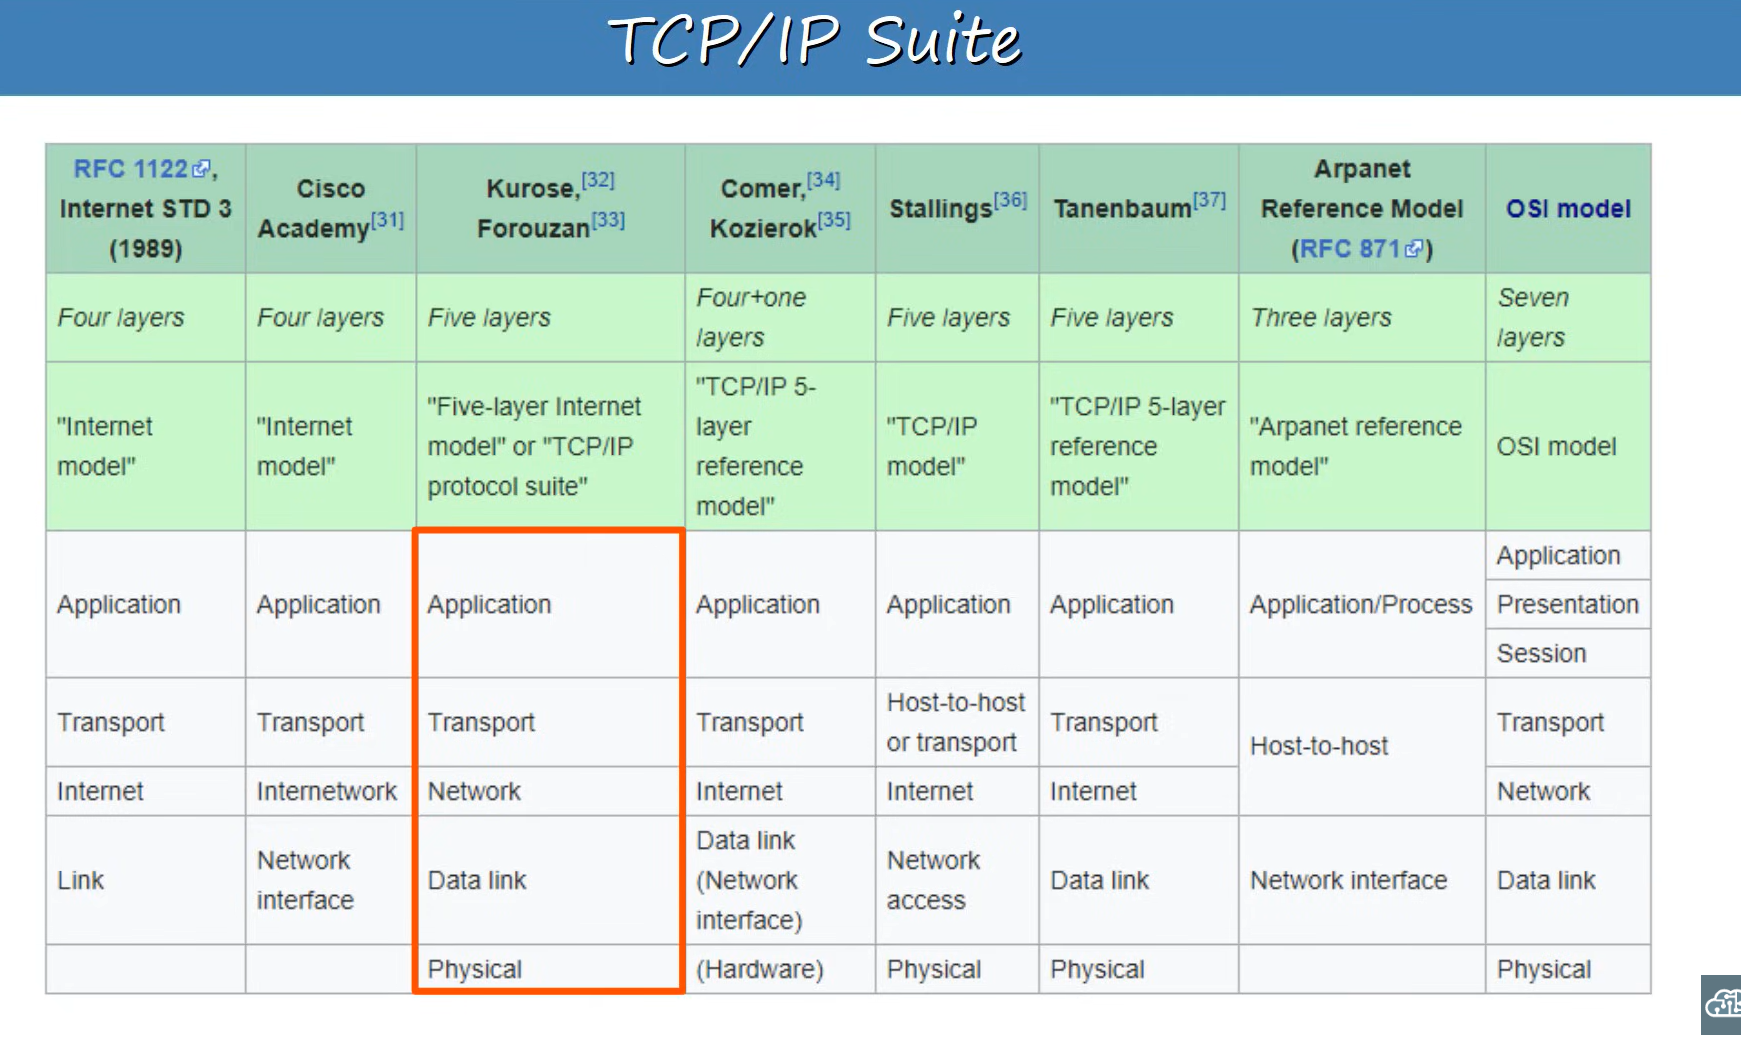 TCP/IP Suite
RFC 1122,
Internet STD 3
(1989)
Cisco
Academy[31]
Kurose,[32]
Forouzan[33]
Comer,[34]
Kozierok[35]
Stallings[36]
Tanenbaum[37]
Arpanet
Reference Model
(RFC 871)
OSI model
Four layers
Four layers
Five layers
Four+one
layers
Five layers
Five layers
Three layers
Seven
layers
"Internet
model"
"Internet
model"
"Five-layer Internet
model" or "TCP/IP
protocol suite"
"TCP/IP 5-
layer
reference
model"
"TCP/IP
model"
"TCP/IP 5-layer
reference
model"
"Arpanet reference
model"
OSI model
Application
Application
Application
Application
Application
Application
Application/Process
Application
Presentation
Session
Transport
Transport
Transport
Transport
Host-to-host
or transport
Transport
Host-to-host
Transport
Internet
Internetwork
Network
Internet
Internet
Internet
Network
Link
Network
interface
Data link
Data link
(Network
interface)
Network
access
Data link
Network interface
Data link
Physical
(Hardware)
Physical
Physical
Physical